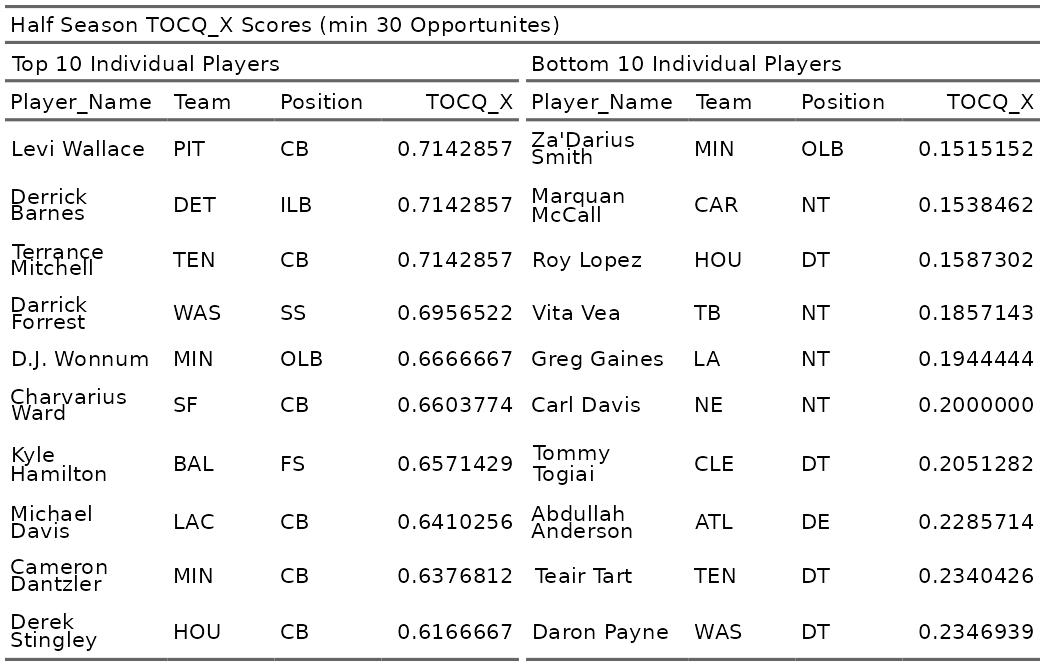 Half Season TOCQ_X Scores (min 30 Opportunites)
Top 10 Individual Players
Player_Name Team Position TOCQ_X
Levi Wallace PIT CB 0.7142857
Derrick
Barnes DET ILB 0.7142857
Terrance
Mitchell TEN CB 0.7142857
Darrick
Forrest WAS SS 0.6956522
D.J. Wonnum MIN OLB 0.6666667
Charvarius
Ward SF CB 0.6603774
Kyle
Hamilton BAL FS 0.6571429
Michael
Davis LAC CB 0.6410256
Cameron
Dantzler MIN CB 0.6376812
Derek
Stingley HOU CB 0.6166667
Bottom 10 Individual Players
Player_Name Team Position TOCQ_X
Za'Darius
Smith MIN OLB 0.1515152
Marquan
McCall CAR NT 0.1538462
Roy Lopez HOU DT 0.1587302
Vita Vea TB NT 0.1857143
Greg Gaines LA NT 0.1944444
Carl Davis NE NT 0.2000000
Tommy
Togiai CLE DT 0.2051282
Abdullah
Anderson ATL DE 0.2285714
Teair Tart TEN DT 0.2340426
Daron Payne WAS DT 0.2346939